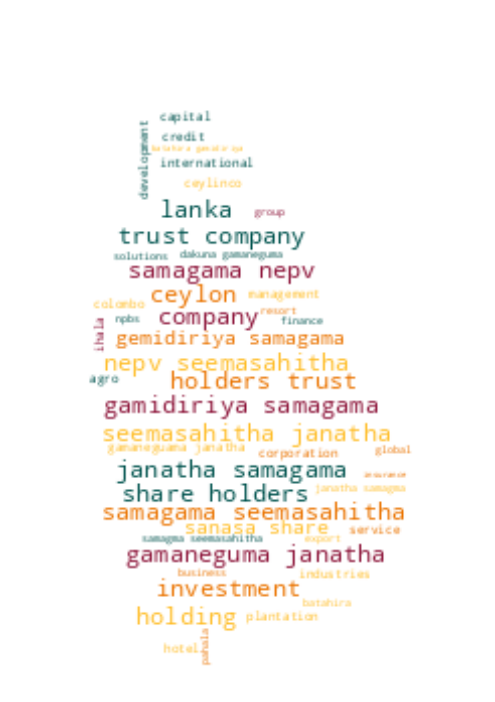 capital
development
credit
batahira gamidiriya
international
ceylinco
lanka group
trust company
solutions dakuna gamaneguma
samagama nepv
ceylon management
colombo
company resort
ihala npbs finance
gemidiriya samagama
nepv seemasahitha
agro holders trust
gamidiriya samagama
seemasahitha janatha
gamaneguma janatha
corporation global
janatha samagama
insurance
share holders janatha samagma
samagama seemasahitha
sanasa share service
samagma seemasahitha export
gamaneguma janatha
business industries
investment
batahira
holding plantation
pahala
hotel